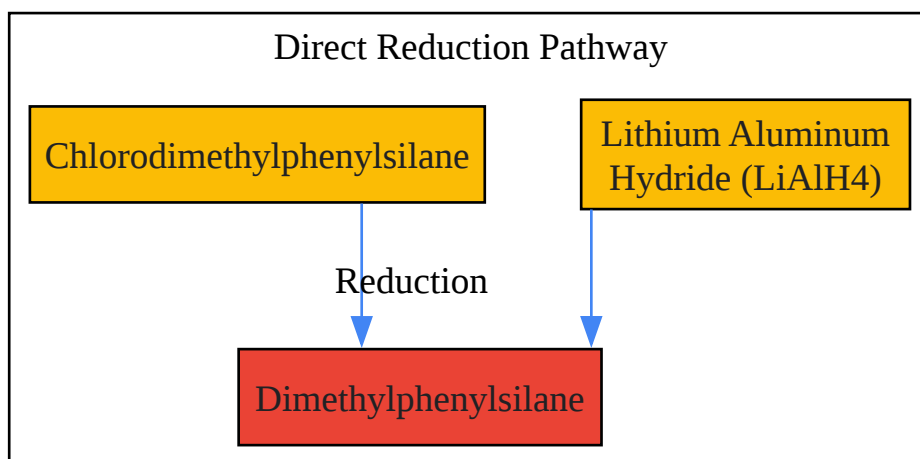 Direct Reduction Pathway
Chlorodimethylphenylsilane
Lithium Aluminum
Hydride (LiAlH4)
Reduction
Dimethylphenylsilane